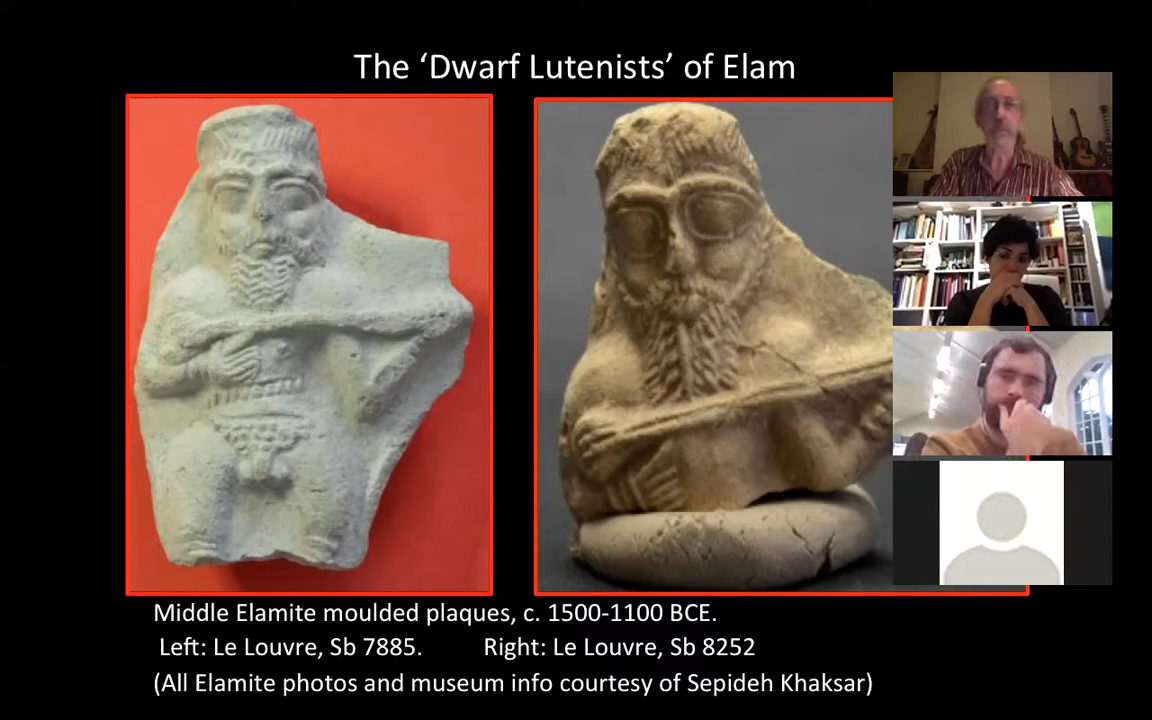 The ‘Dwarf Lutenists’ of Elam
Middle Elamite moulded plaques, c. 1500-1100 BCE.
Left: Le Louvre, Sb 7885. Right: Le Louvre, Sb 8252
(All Elamite photos and museum info courtesy of Sepideh Khaksar)